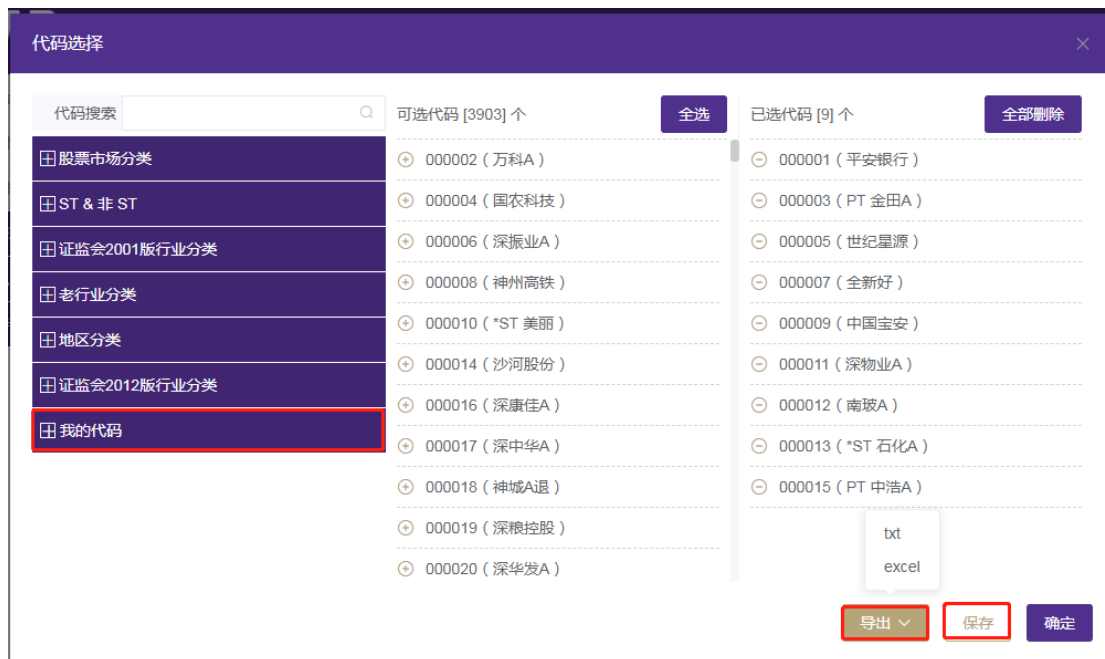 代码选择
代码搜索
田股票市场分类
田ST & 非 ST
田证监会2001版行业分类
田老行业分类
田地区分类
田证监会2012版行业分类
田我的代码
可选代码 [3903] 个
全选
000002 ( 万科A )
000004 ( 国农科技 )
000006 ( 深振业A )
000008 ( 神州高铁 )
000010 ( *ST 美丽 )
000014 ( 沙河股份 )
000016 ( 深康佳A )
000017 ( 深中华A )
000018 ( 神城A退 )
000019 ( 深粮控股 )
000020 ( 深华发A )
已选代码 [9] 个
全部删除
000001 ( 平安银行 )
000003 ( PT 金田A )
000005 ( 世纪星源 )
000007 ( 全新好 )
000009 ( 中国宝安 )
000011 ( 深物业A )
000012 ( 南玻A )
000013 ( *ST 石化A )
000015 ( PT 中浩A )
txt
excel
导出
保存
确定